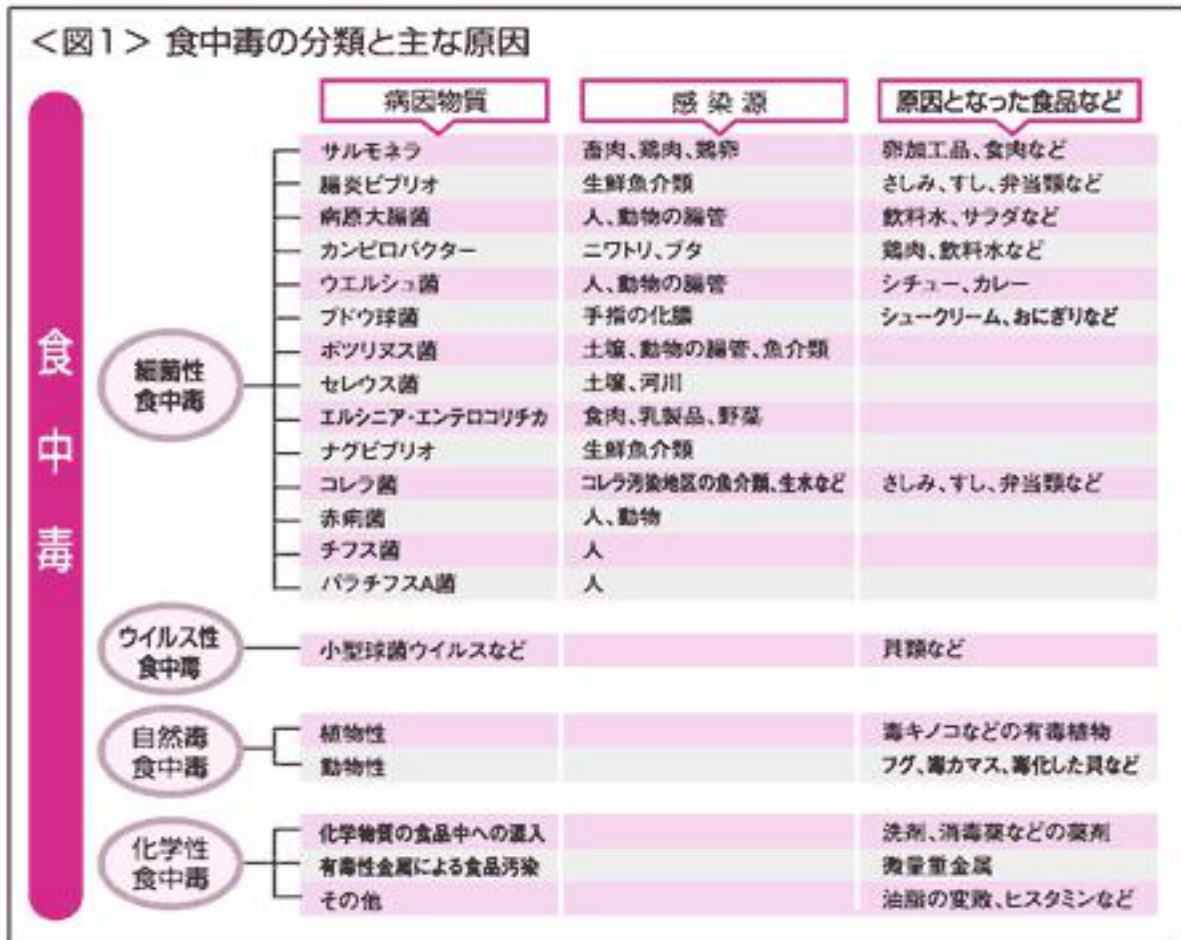 <図1> 食中毒の分類と主な原因
病因物質 感染源 原因となった食品など
食中毒
細菌性
食中毒
サルモネラ 畜肉、鶏肉、鶏卵 卵加工品、食肉など
腸炎ビブリオ 生鮮魚介類 さしみ、すし、弁当類など
病原大腸菌 人、動物の腸管 飲料水、サラダなど
カンピロバクター ニワトリ、ブタ 鶏肉、飲料水など
ウエルシュ菌 人、動物の腸管 シチュー、カレー
ブドウ球菌 手指の化膿 シュークリーム、おにぎりなど
ボツリヌス菌 土壌、動物の腸管、魚介類
セレウス菌 土壌、河川
エルシニア・エンテロコリチカ 食肉、乳製品、野菜
ナグビブリオ 生鮮魚介類
コレラ菌 コレラ汚染地区の魚介類、生水など さしみ、すし、弁当類など
赤痢菌 人、動物
チフス菌 人
パラチフスA菌 人
ウイルス性
食中毒
小型球菌ウイルスなど 貝類など
自然毒
食中毒
植物性 毒キノコなどの有毒植物
動物性 フグ、毒カマス、毒化した貝など
化学性
食中毒
化学物質の食品中への混入 洗剤、消毒薬などの薬剤
有毒性金属による食品汚染 微量重金属
その他 油脂の変敗、ヒスタミンなど